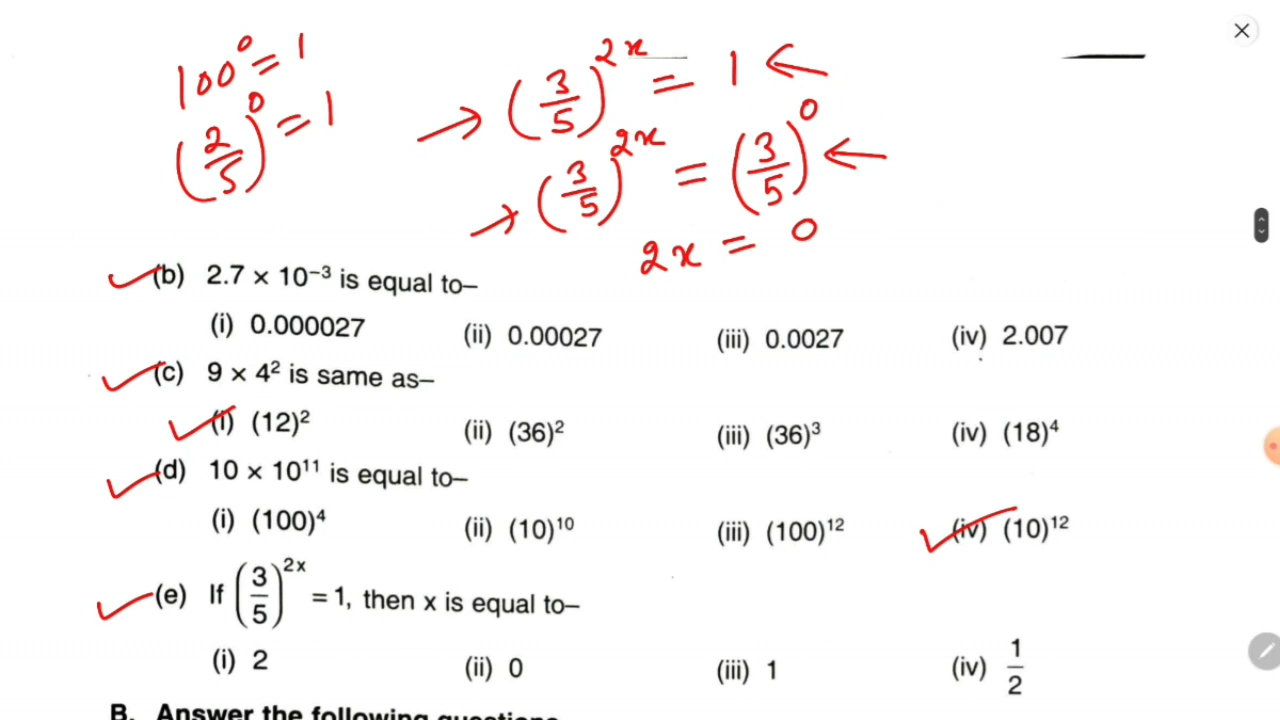 100⁰ = 1
(2/5)⁰ = 1
→ (3/5)²ˣ = 1 ←
→ (3/5)²ˣ = (3/5)⁰ ←
2x = 0
(b) 2.7 × 10⁻³ is equal to–
(i) 0.000027 (ii) 0.00027 (iii) 0.0027 (iv) 2.007
(c) 9 × 4² is same as–
(i) (12)² (ii) (36)² (iii) (36)³ (iv) (18)⁴
(d) 10 × 10¹¹ is equal to–
(i) (100)⁴ (ii) (10)¹⁰ (iii) (100)¹² (iv) (10)¹²
(e) If (3/5)²ˣ = 1, then x is equal to–
(i) 2 (ii) 0 (iii) 1 (iv) 1/2
B. Answer the following questions